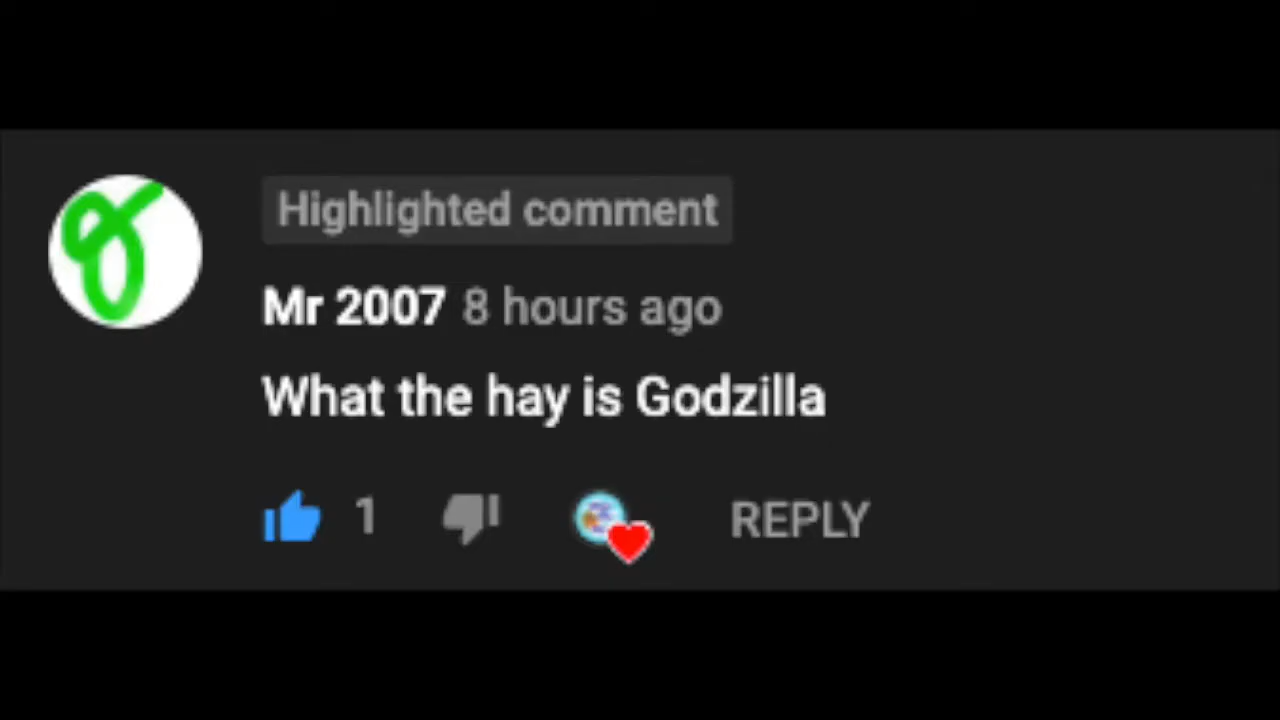 Highlighted comment
Mr 2007 8 hours ago
What the hay is Godzilla
1 REPLY